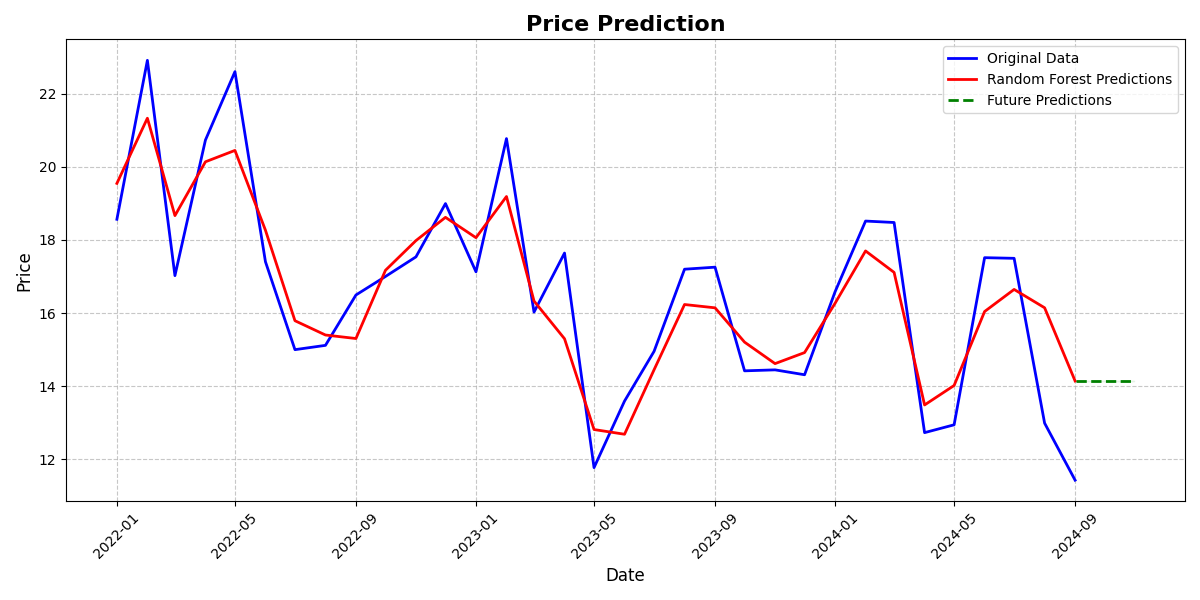 Price Prediction
Original Data
Random Forest Predictions
Future Predictions
Price
22
20
18
16
14
12
2022-01
2022-05
2022-09
2023-01
2023-05
2023-09
2024-01
2024-05
2024-09
Date